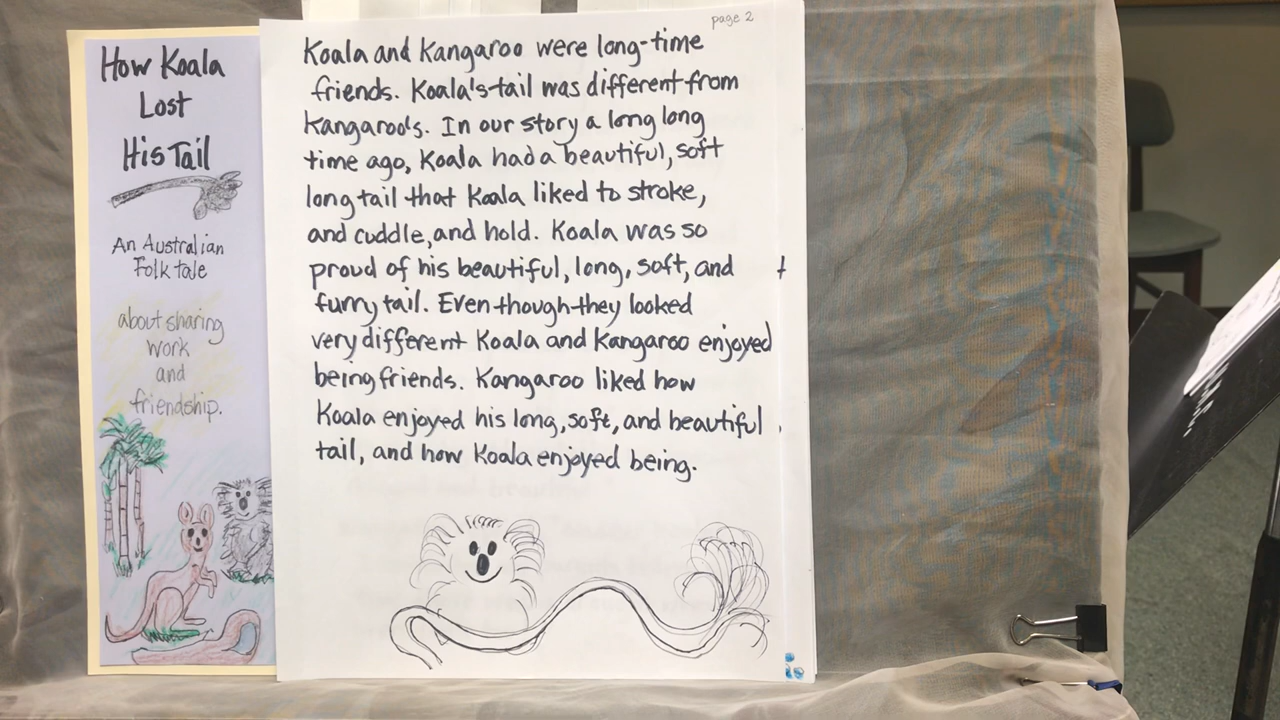 How Koala
Lost
His Tail
An Australian
Folk tale
about sharing
work
and
friendship.
page 2
Koala and Kangaroo were long-time
friends. Koala's tail was different from
Kangaroo's. In our story a long long
time ago, Koala had a beautiful, soft
long tail that Koala liked to stroke,
and cuddle, and hold. Koala was so
proud of his beautiful, long, soft, and
furry tail. Even though they looked
very different Koala and Kangaroo enjoyed
being friends. Kangaroo liked how
Koala enjoyed his long, soft, and beautiful
tail, and how Koala enjoyed being.